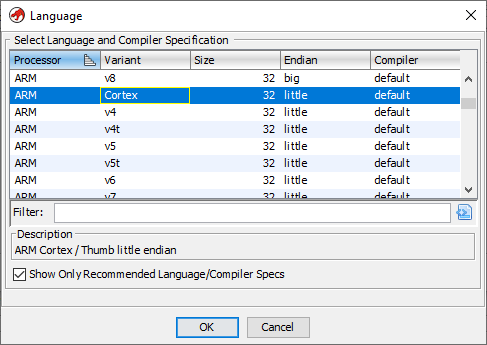 Language
Select Language and Compiler Specification
Processor Variant Size Endian Compiler
ARM v8 32 big default
ARM Cortex 32 little default
ARM v4 32 little default
ARM v4t 32 little default
ARM v5 32 little default
ARM v5t 32 little default
ARM v6 32 little default
ARM v7 32 little default
Filter:
Description
ARM Cortex / Thumb little endian
Show Only Recommended Language/Compiler Specs
OK Cancel